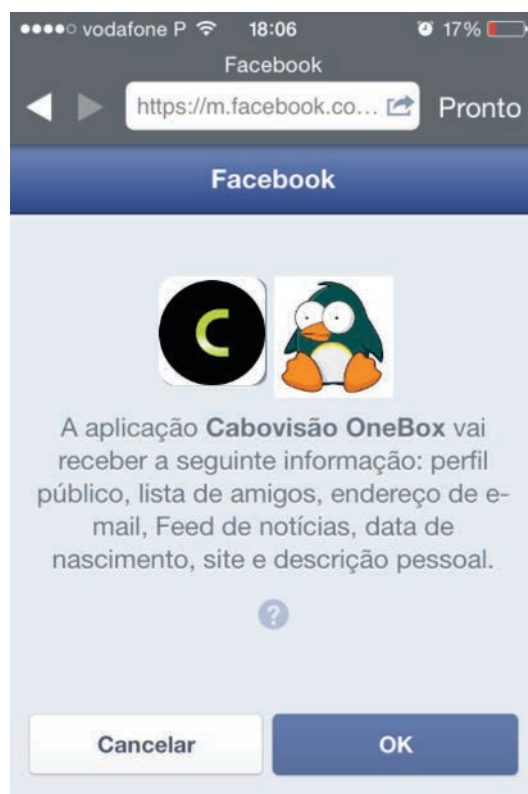 vodafone P 18:06 17%
Facebook
https://m.facebook.co... Pronto
Facebook
C
A aplicação Cabovisão OneBox vai
receber a seguinte informação: perfil
público, lista de amigos, endereço de e-
mail, Feed de notícias, data de
nascimento, site e descrição pessoal.
?
Cancelar OK